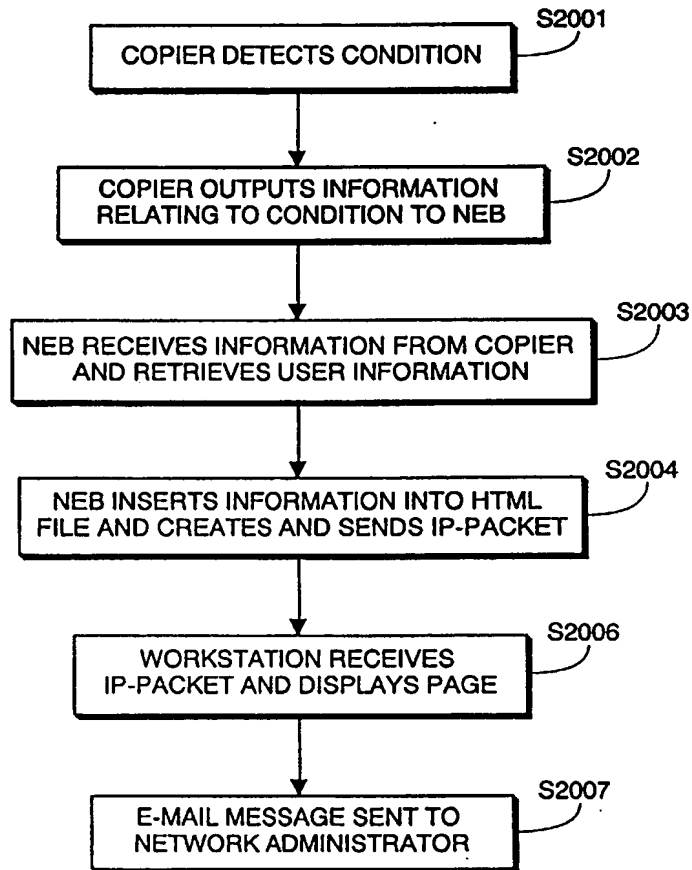 S2001
COPIER DETECTS CONDITION
S2002
COPIER OUTPUTS INFORMATION
RELATING TO CONDITION TO NEB
S2003
NEB RECEIVES INFORMATION FROM COPIER
AND RETRIEVES USER INFORMATION
S2004
NEB INSERTS INFORMATION INTO HTML
FILE AND CREATES AND SENDS IP-PACKET
S2006
WORKSTATION RECEIVES
IP-PACKET AND DISPLAYS PAGE
S2007
E-MAIL MESSAGE SENT TO
NETWORK ADMINISTRATOR